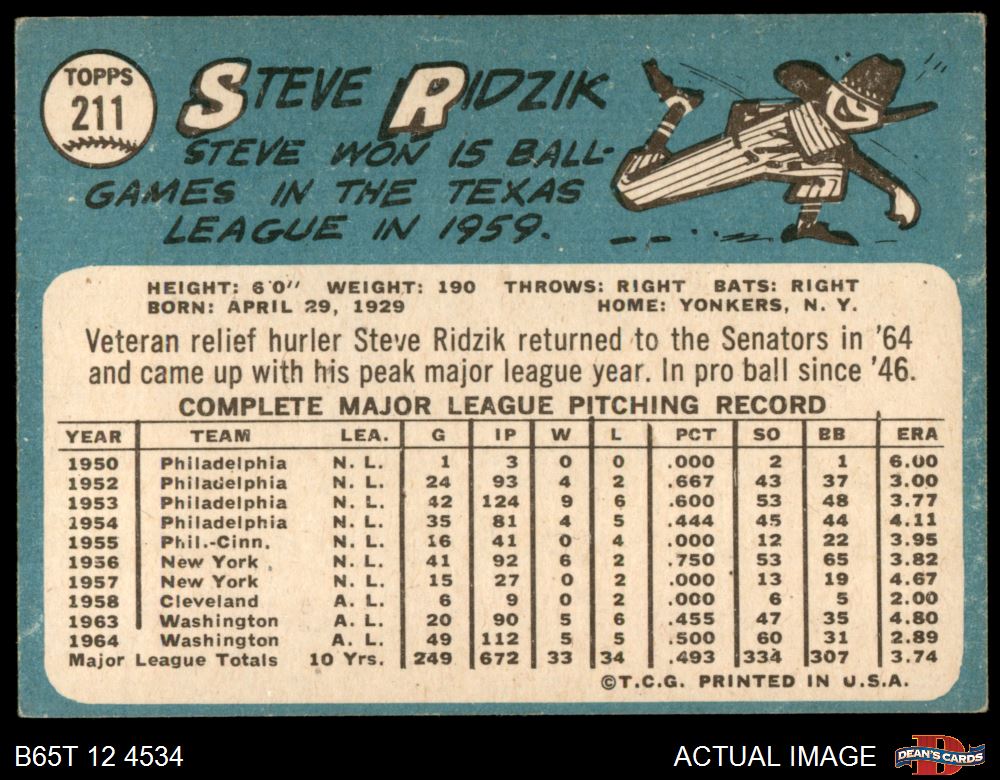 TOPPS
211
STEVE RIDZIK
STEVE WON 15 BALL-
GAMES IN THE TEXAS
LEAGUE IN 1959.
HEIGHT: 6'0" WEIGHT: 190 THROWS: RIGHT BATS: RIGHT
BORN: APRIL 29, 1929 HOME: YONKERS, N. Y.
Veteran relief hurler Steve Ridzik returned to the Senators in '64
and came up with his peak major league year. In pro ball since '46.
COMPLETE MAJOR LEAGUE PITCHING RECORD
YEAR TEAM LEA. G IP W L PCT SO BB ERA
1950 Philadelphia N. L. 1 3 0 0 .000 2 1 6.00
1952 Philadelphia N. L. 24 93 4 2 .667 43 37 3.00
1953 Philadelphia N. L. 42 124 9 6 .600 53 48 3.77
1954 Philadelphia N. L. 35 81 4 5 .444 45 44 4.11
1955 Phil.-Cinn. N. L. 16 41 0 4 .000 12 22 3.95
1956 New York N. L. 41 92 6 2 .750 53 65 3.82
1957 New York N. L. 15 27 0 2 .000 13 19 4.67
1958 Cleveland A. L. 6 9 0 2 .000 6 5 2.00
1963 Washington A. L. 20 90 5 6 .455 47 35 4.80
1964 Washington A. L. 49 112 5 5 .500 60 31 2.89
Major League Totals 10 Yrs. 249 672 33 34 .493 334 307 3.74
©T.C.G. PRINTED IN U.S.A.
B65T 12 4534 ACTUAL IMAGE DEAN'S CARDS